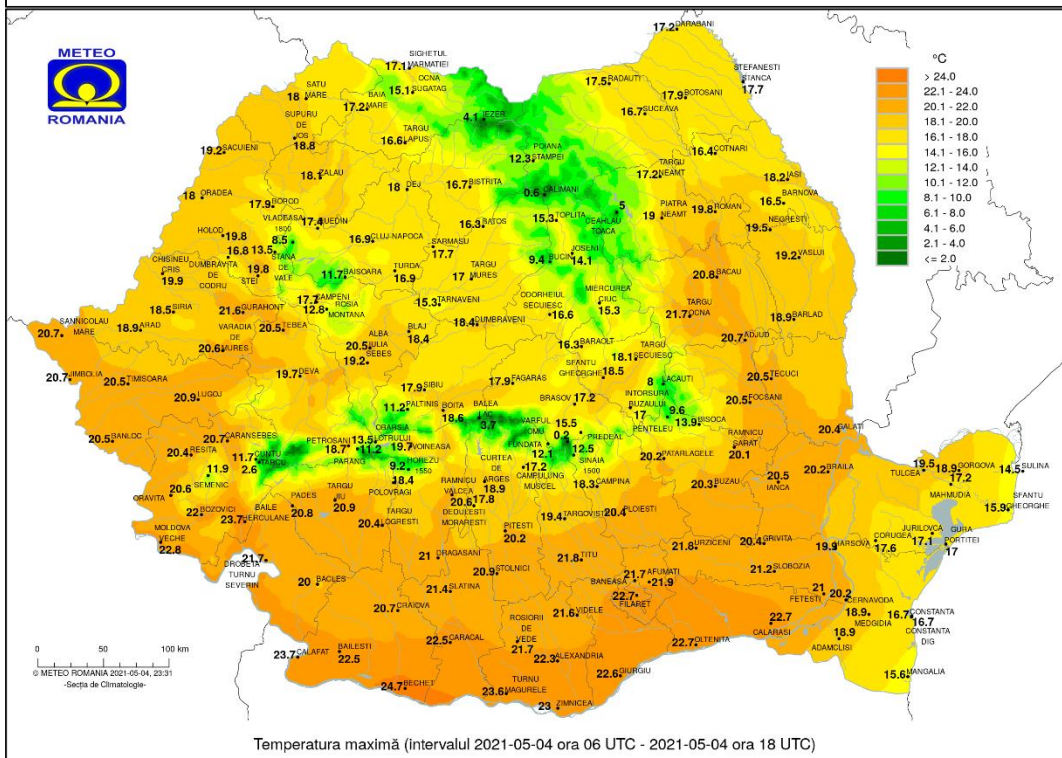 METEO
ROMANIA
17.2 DARABANI
SIGHETUL
17.1 MARMATIEI
OCNA
15.1 SUGATAG
17.5 RADAUTI
STEFANESTI
STANCA
17.7
17.9 BOTOSANI
SATU
18 MARE
BAIA
17.2 MARE
4.1 IEZER
16.7 SUCEAVA
SUPURU
DE
JOS
18.8
TARGU
16.6 LAPUS
POIANA
12.3 STAMPEI
16.4 COTNARI
19.2 SACUIENI
18.1 ZALAU
18 DEJ
16.7 BISTRITA
0.6 CALIMANI
TARGU
17.2 NEAMT
18.2 IASI
BARNOVA
16.5
ORADEA
18
17.9 BOROD
VLADEASA
1800
8.5
17.4 HUEDIN
16.3 BATOS
15.3 TOPLITA
5
CEAHLAU
TOACA
PIATRA
19 NEAMT
19.8 ROMAN
NEGRESTI
19.5
HOLOD 19.8
16.8
13.5
STANA
DE
VALE
16.9 CLUJ-NAPOCA
SARMASU
17.7
JOSENI
14.1
9.4 BUCIN
19.2 VASLUI
CHISINEU
CRIS
19.9
DUMBRAVITA
DE
CODRU
19.8
STEI
11.7 BAISOARA
TURDA
16.9
TARGU
17 MURES
20.8 BACAU
18.5 SIRIA
21.6 GURAHONT
17.7 CAMPENI
12.8
ROSIA
MONTANA
15.3 TARNAVENI
ODORHEIUL
SECUIESC
16.6
MIERCUREA
CIUC
15.3
TARGU
21.7 OCNA
18.9 BARLAD
SANNICOLAU
MARE
20.7
18.9 ARAD
VARADIA
DE
20.6 MURES
20.5 TEBEA
ALBA
20.5 IULIA
SEBES
19.2
BLAJ
18.4
18.4 DUMBRAVENI
16.3 BARAOLT
TARGU
18.1 SECUIESC
20.7 ADJUD
20.7 JIMBOLIA
20.5 TIMISOARA
20.9 LUGOJ
19.7 DEVA
17.9 SIBIU
17.9 FAGARAS
SFANTU
GHEORGHE 18.5
8 LACAUTI
20.5 TECUCI
20.5 FOCSANI
11.2 PALTINIS
BOITA
18.6
BALEA
LAC
3.7
BRASOV 17.2
INTORSURA
BUZAULUI
17
9.6
PENTELEU
13.9 BISOCA
20.4 GALATI
20.5 BANLOC
20.7 CARANSEBES
20.4 RESITA
11.7 CUNTU
TARCU
2.6
PETROSANI
18.7
OBARSIA
13.5 LOTRULUI
11.2
PARANG
19.7 VOINEASA
VARFUL
OMU
0.2
FUNDATA
12.1
15.5
PREDEAL
12.5
SINAIA
1500
RAMNICU
SARAT
20.1
20.2 PATARLAGELE
11.9
SEMENIC
9.2
HOREZU
1550
18.4
POLOVRAGI
CURTEA
DE
ARGES
18.9
17.2
CAMPULUNG
MUSCEL
18.3 CAMPINA
20.3 BUZAU
20.5
IANCA
20.2 BRAILA
19.5
TULCEA
18.9 GORGOVA
17.2
MAHMUDIA
14.5 SULINA
ORAVITA
20.6
22 BOZOVICI
BAILE
23.7 HERCULANE
PADES
20.8
TARGU
JIU
20.9
RAMNICU
VALCEA
20.6 17.8
DEDULESTI
MORARESTI
TARGU
20.4 LOGRESTI
19.4 TARGOVISTE
20.4 PLOIESTI
SFANTU
15.9 GHEORGHE
MOLDOVA
VECHE
22.8
PITESTI
20.2
21.8 URZICENI
20.4 GRIVITA
19.9 HARSOVA
CORUGEA
17.6
JURILOVCA
17.1
GURA
PORTITEI
17
21.7
DROBETA
TURNU
SEVERIN
20 BACLES
21 DRAGASANI
20.9 STOLNICI
21.8 TITU
21.4 SLATINA
BANEASA
21.7 AFUMATI
21.9
22.7
FILARET
21.2 SLOBOZIA
21
FETESTI
20.2
CERNAVODA
18.9
MEDGIDIA
16.7 CONSTANTA
16.7
CONSTANTA
DIG
20.7 CRAIOVA
21.6 VIDELE
22.7
CALARASI
18.9
ADAMCLISI
23.7 CALAFAT
BAILESTI
22.5
22.5 CARACAL
ROSIORII
DE
VEDE
21.7
22.3 ALEXANDRIA
22.7 OLTENITA
22.6 GIURGIU
15.6 MANGALIA
24.7 BECHET
TURNU
23.6 MAGURELE
23 ZIMNICEA
°C
> 24.0
22.1 - 24.0
20.1 - 22.0
18.1 - 20.0
16.1 - 18.0
14.1 - 16.0
12.1 - 14.0
10.1 - 12.0
8.1 - 10.0
6.1 - 8.0
4.1 - 6.0
2.1 - 4.0
<= 2.0
0 50 100 km
© METEO ROMANIA 2021-05-04, 23:31
-Secția de Climatologie-
Temperatura maximă (intervalul 2021-05-04 ora 06 UTC - 2021-05-04 ora 18 UTC)